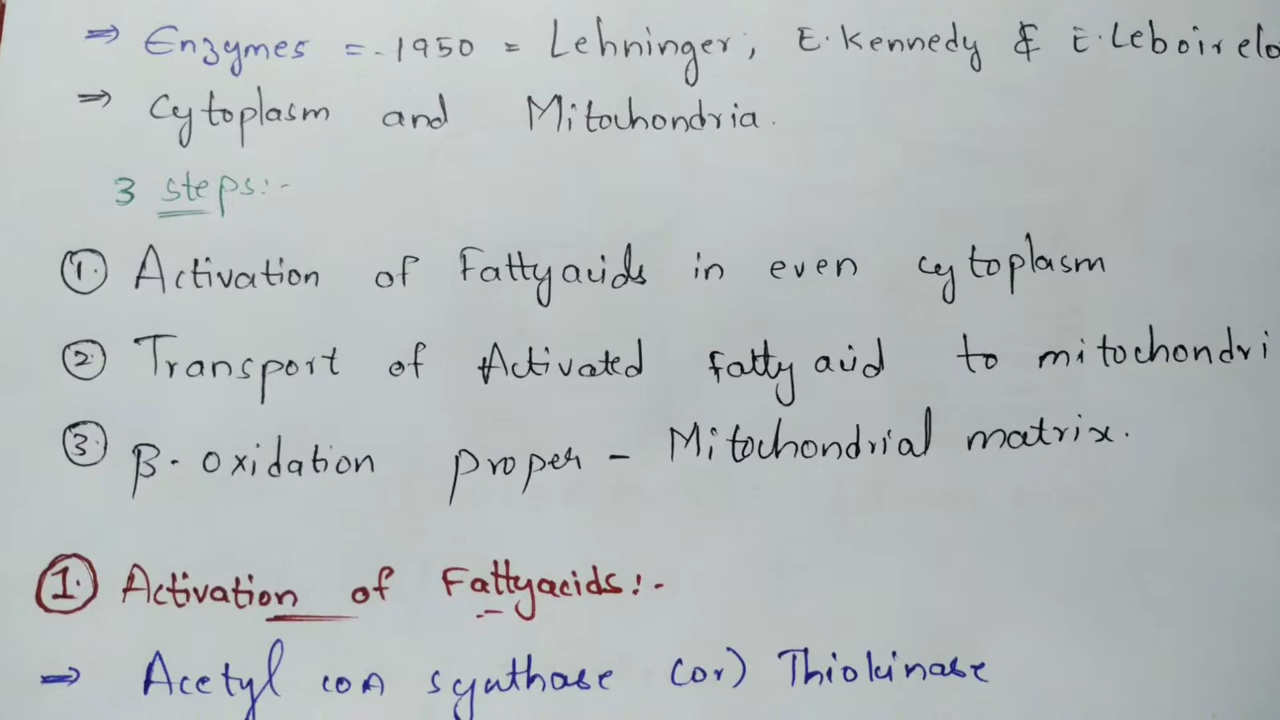 ⇒ Enzymes = - 1950 = Lehninger, E. Kennedy & E. Leboirelo
⇒ Cytoplasm and Mitochondria.
3 steps:-
① Activation of Fattyacids in even cytoplasm
② Transport of Activated fatty acid to mitochondri
③ β-oxidation proper - Mitochondrial matrix.
①. Activation of Fattyacids:-
⇒ Acetyl COA synthase (or) Thiokinase